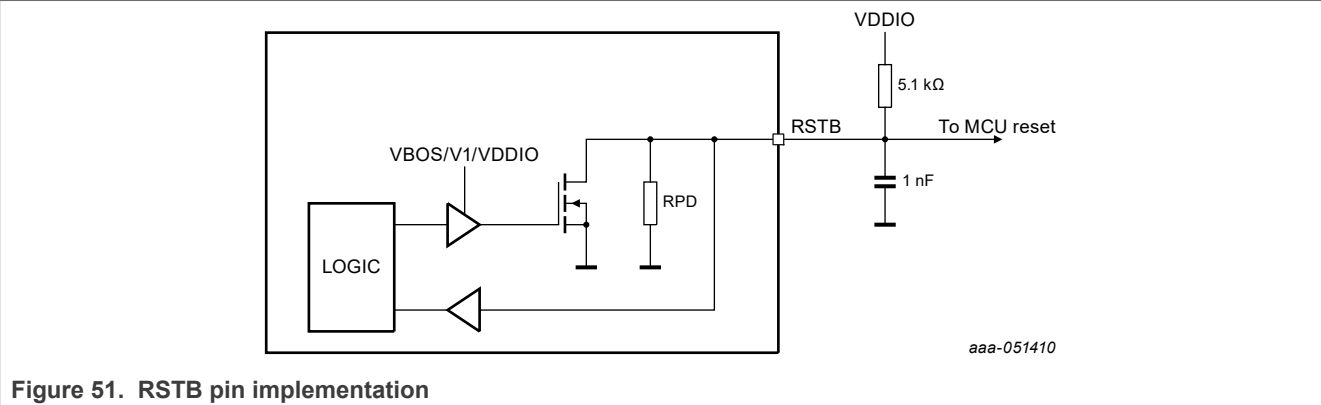 VDDIO
5.1 kΩ
RSTB
To MCU reset
VBOS/V1/VDDIO
1 nF
RPD
LOGIC
aaa-051410
Figure 51. RSTB pin implementation